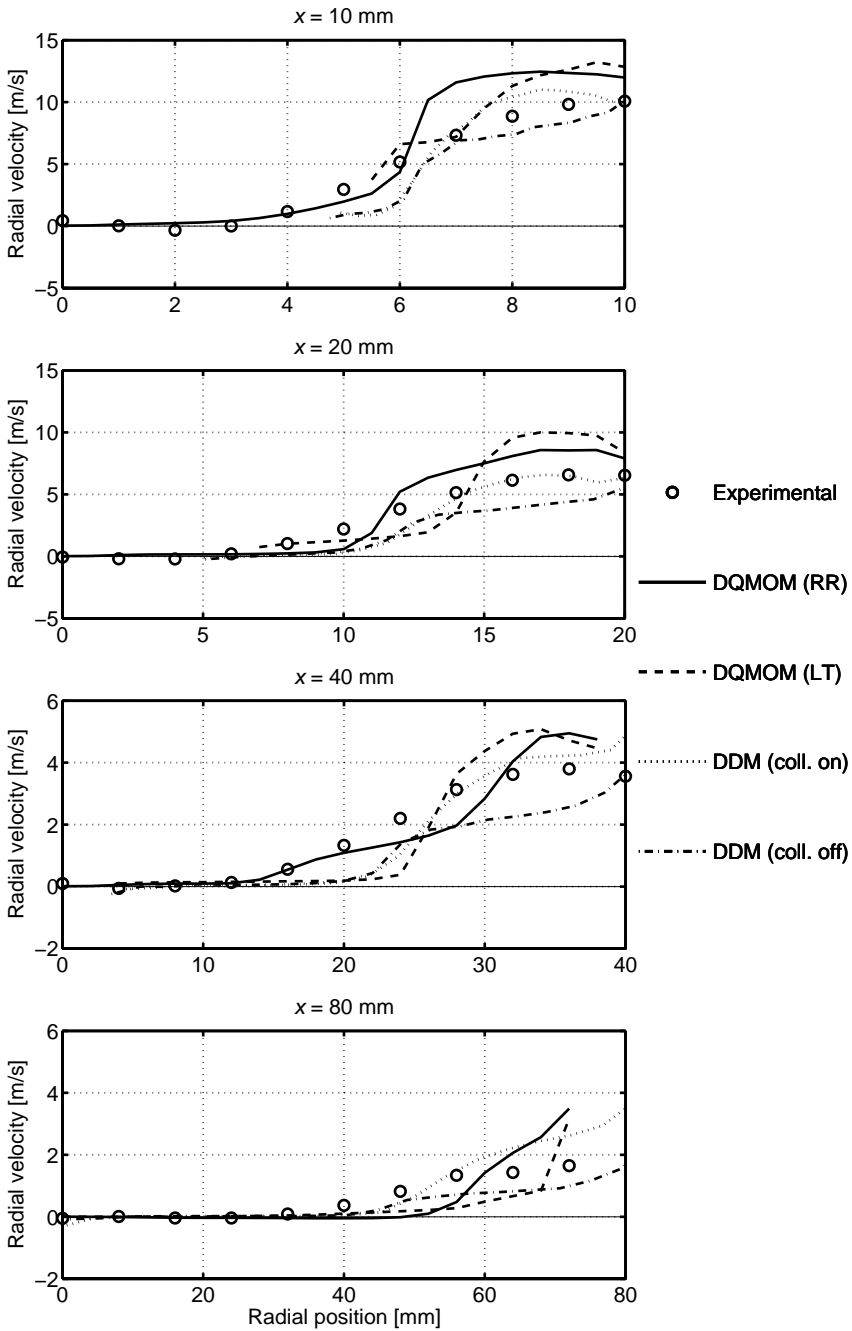 x = 10 mm
15
10
5
0
–5
Radial velocity [m/s]
0 2 4 6 8 10
x = 20 mm
15
10
5
0
–5
Radial velocity [m/s]
0 5 10 15 20
Experimental
DQMOM (RR)
DQMOM (LT)
DDM (coll. on)
DDM (coll. off)
x = 40 mm
6
4
2
0
–2
Radial velocity [m/s]
0 10 20 30 40
x = 80 mm
6
4
2
0
–2
Radial velocity [m/s]
0 20 40 60 80
Radial position [mm]